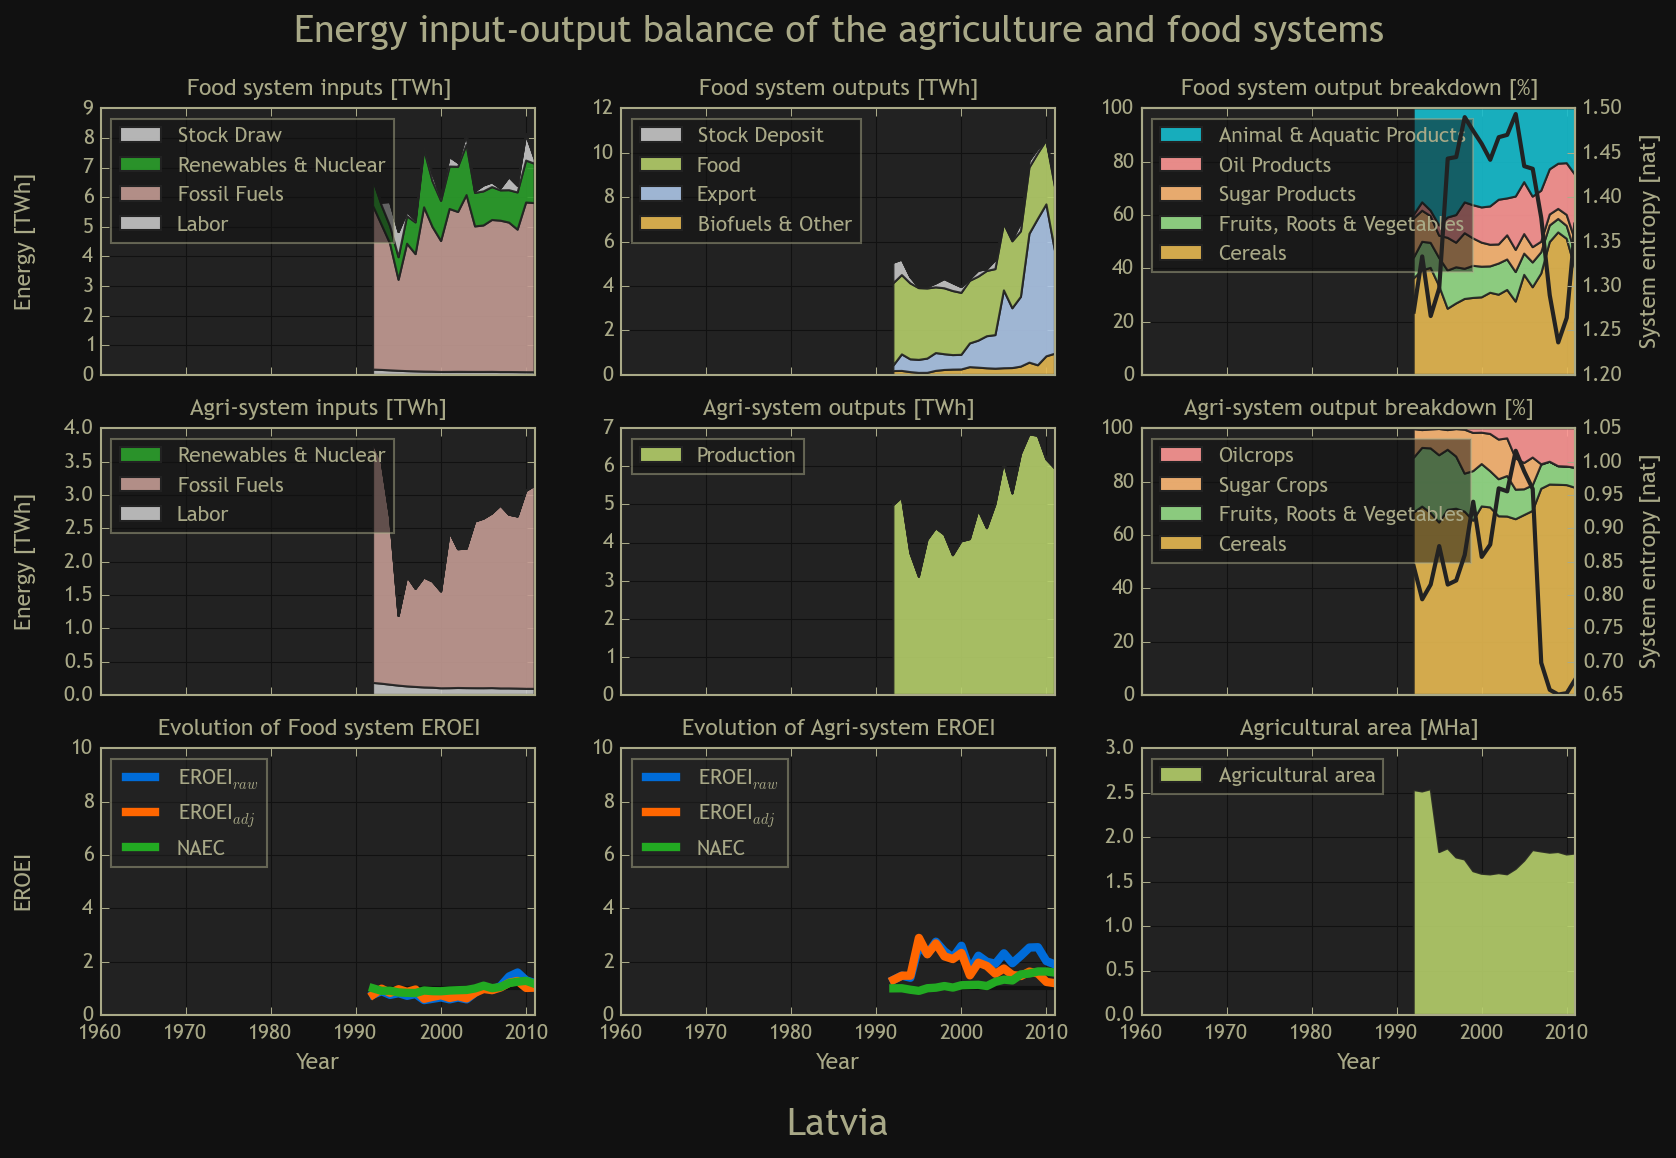 Energy input-output balance of the agriculture and food systems
Food system inputs [TWh]
Energy [TWh]
9
8
7
6
5
4
3
2
1
0
Stock Draw
Renewables & Nuclear
Fossil Fuels
Labor
Food system outputs [TWh]
12
10
8
6
4
2
0
Stock Deposit
Food
Export
Biofuels & Other
Food system output breakdown [%]
100
80
60
40
20
0
Animal & Aquatic Products
Oil Products
Sugar Products
Fruits, Roots & Vegetables
Cereals
1.50
1.45
1.40
1.35
1.30
1.25
1.20
System entropy [nat]
Agri-system inputs [TWh]
Energy [TWh]
4.0
3.5
3.0
2.5
2.0
1.5
1.0
0.5
0.0
Renewables & Nuclear
Fossil Fuels
Labor
Agri-system outputs [TWh]
7
6
5
4
3
2
1
0
Production
Agri-system output breakdown [%]
100
80
60
40
20
0
Oilcrops
Sugar Crops
Fruits, Roots & Vegetables
Cereals
1.05
1.00
0.95
0.90
0.85
0.80
0.75
0.70
0.65
System entropy [nat]
Evolution of Food system EROEI
EROEI
10
8
6
4
2
0
EROEI raw
EROEI adj
NAEC
1960 1970 1980 1990 2000 2010
Year
Evolution of Agri-system EROEI
10
8
6
4
2
0
EROEI raw
EROEI adj
NAEC
1960 1970 1980 1990 2000 2010
Year
Agricultural area [MHa]
3.0
2.5
2.0
1.5
1.0
0.5
0.0
Agricultural area
1960 1970 1980 1990 2000 2010
Year
Latvia